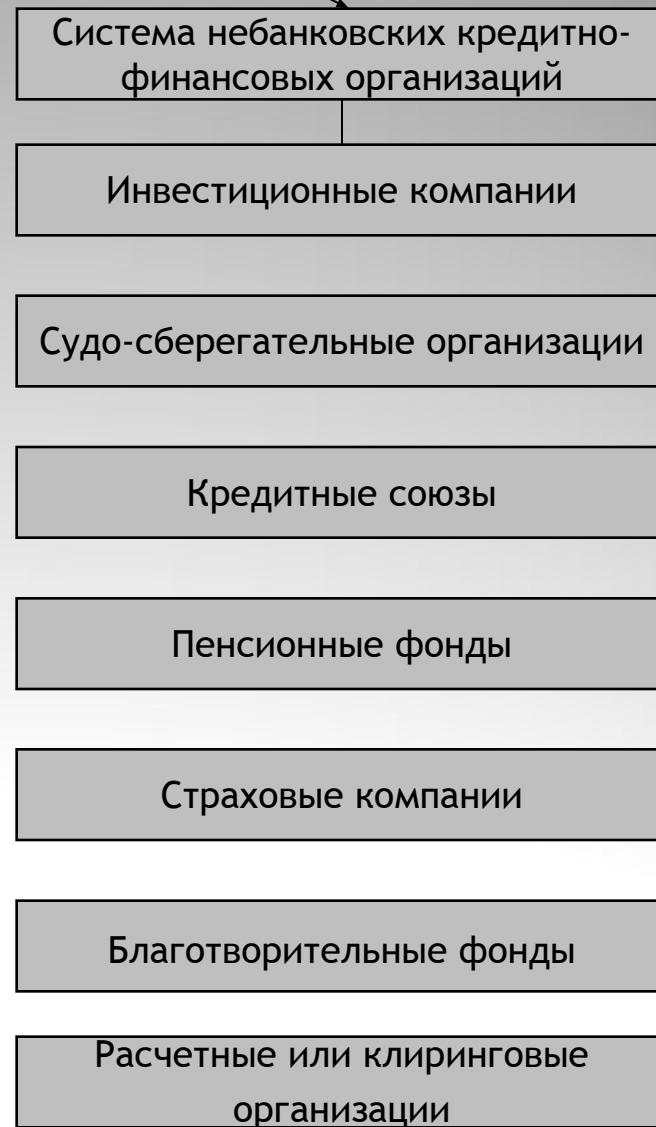 Система небанковских кредитно-
финансовых организаций
Инвестиционные компании
Судо-сберегательные организации
Кредитные союзы
Пенсионные фонды
Страховые компании
Благотворительные фонды
Расчетные или клиринговые
организации